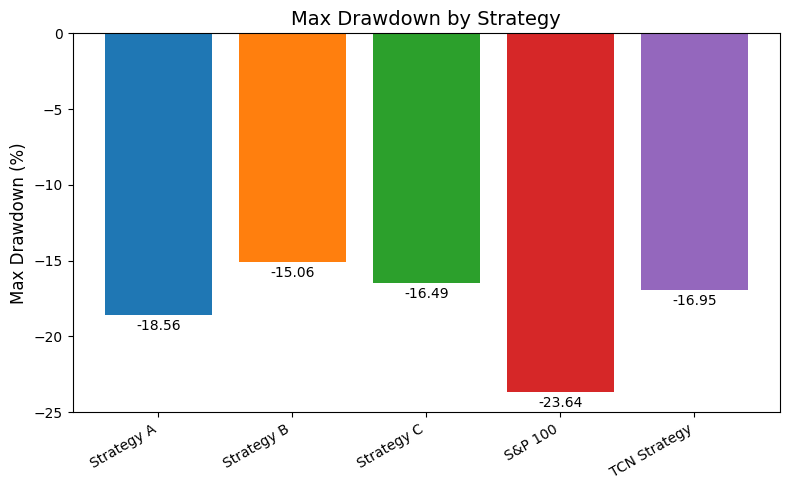 Max Drawdown by Strategy
Max Drawdown (%)
0
−5
−10
−15
−20
−25
-18.56
-15.06
-16.49
-23.64
-16.95
Strategy A
Strategy B
Strategy C
S&P 100
TCN Strategy